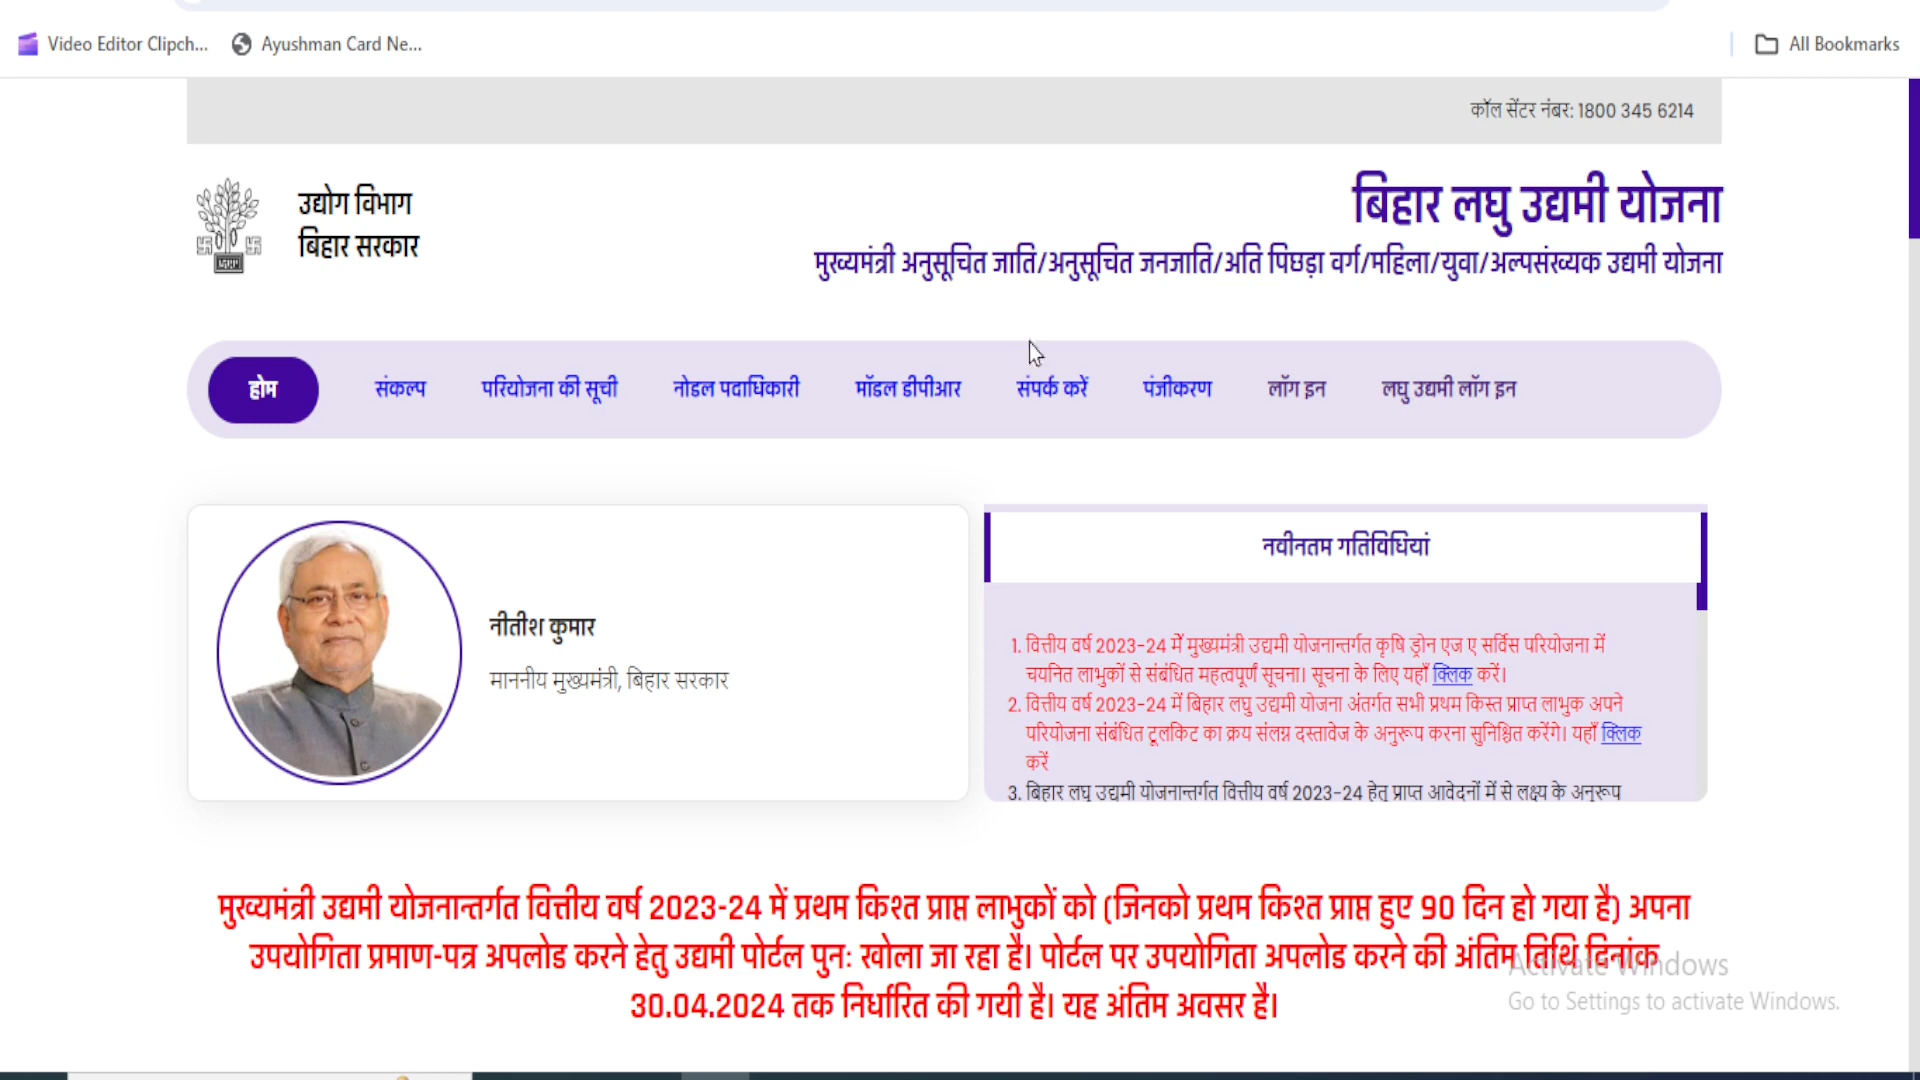 Video Editor Clipch...
Ayushman Card Ne...
All Bookmarks
कॉल सेंटर नंबर: 1800 345 6214
उद्योग विभाग
बिहार सरकार
बिहार लघु उद्यमी योजना
मुख्यमंत्री अनुसूचित जाति/अनुसूचित जनजाति/अति पिछड़ा वर्ग/महिला/युवा/अल्पसंख्यक उद्यमी योजना
होम
संकल्प
परियोजना की सूची
नोडल पदाधिकारी
मॉडल डीपीआर
संपर्क करें
पंजीकरण
लॉग इन
लघु उद्यमी लॉग इन
नीतीश कुमार
माननीय मुख्यमंत्री, बिहार सरकार
नवीनतम गतिविधियां
1. वित्तीय वर्ष 2023-24 में मुख्यमंत्री उद्यमी योजनान्तर्गत कृषि ड्रोन एज ए सर्विस परियोजना में
चयनित लाभुकों से संबंधित महत्वपूर्ण सूचना। सूचना के लिए यहाँ क्लिक करें।
2. वित्तीय वर्ष 2023-24 में बिहार लघु उद्यमी योजना अंतर्गत सभी प्रथम किस्त प्राप्त लाभुक अपने
परियोजना संबंधित टूलकिट का क्रय संलग्न दस्तावेज के अनुरूप करना सुनिश्चित करेंगे। यहाँ क्लिक
करें
3. बिहार लघु उद्यमी योजनान्तर्गत वित्तीय वर्ष 2023-24 हेतु प्राप्त आवेदनों में से लक्ष्य के अनुरूप
मुख्यमंत्री उद्यमी योजनान्तर्गत वित्तीय वर्ष 2023-24 में प्रथम किश्त प्राप्त लाभुकों को (जिनको प्रथम किश्त प्राप्त हुए 90 दिन हो गया है) अपना
उपयोगिता प्रमाण-पत्र अपलोड करने हेतु उद्यमी पोर्टल पुनः खोला जा रहा है। पोर्टल पर उपयोगिता अपलोड करने की अंतिम तिथि दिनांक
30.04.2024 तक निर्धारित की गयी है। यह अंतिम अवसर है।
Activate Windows
Go to Settings to activate Windows.